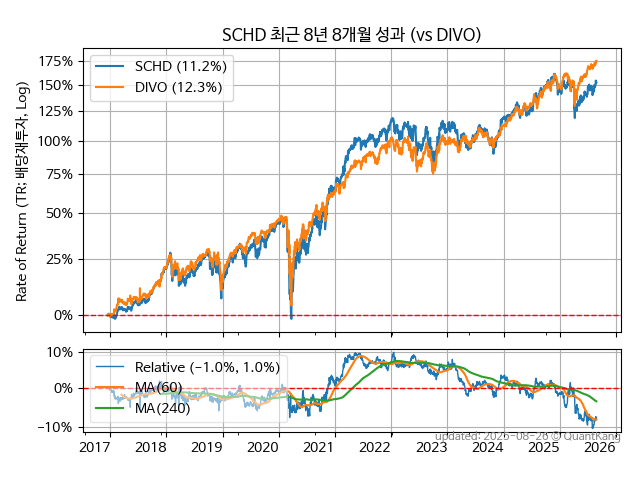 SCHD 최근 8년 8개월 성과 (vs DIVO)
Rate of Return (TR; 배당재투자, Log)
175%
150%
125%
100%
75%
50%
25%
0%
SCHD (11.2%)
DIVO (12.3%)
10%
0%
−10%
Relative (−1.0%, 1.0%)
MA(60)
MA(240)
2017 2018 2019 2020 2021 2022 2023 2024 2025 2026
updated: 2025-08-26 © QuantKang